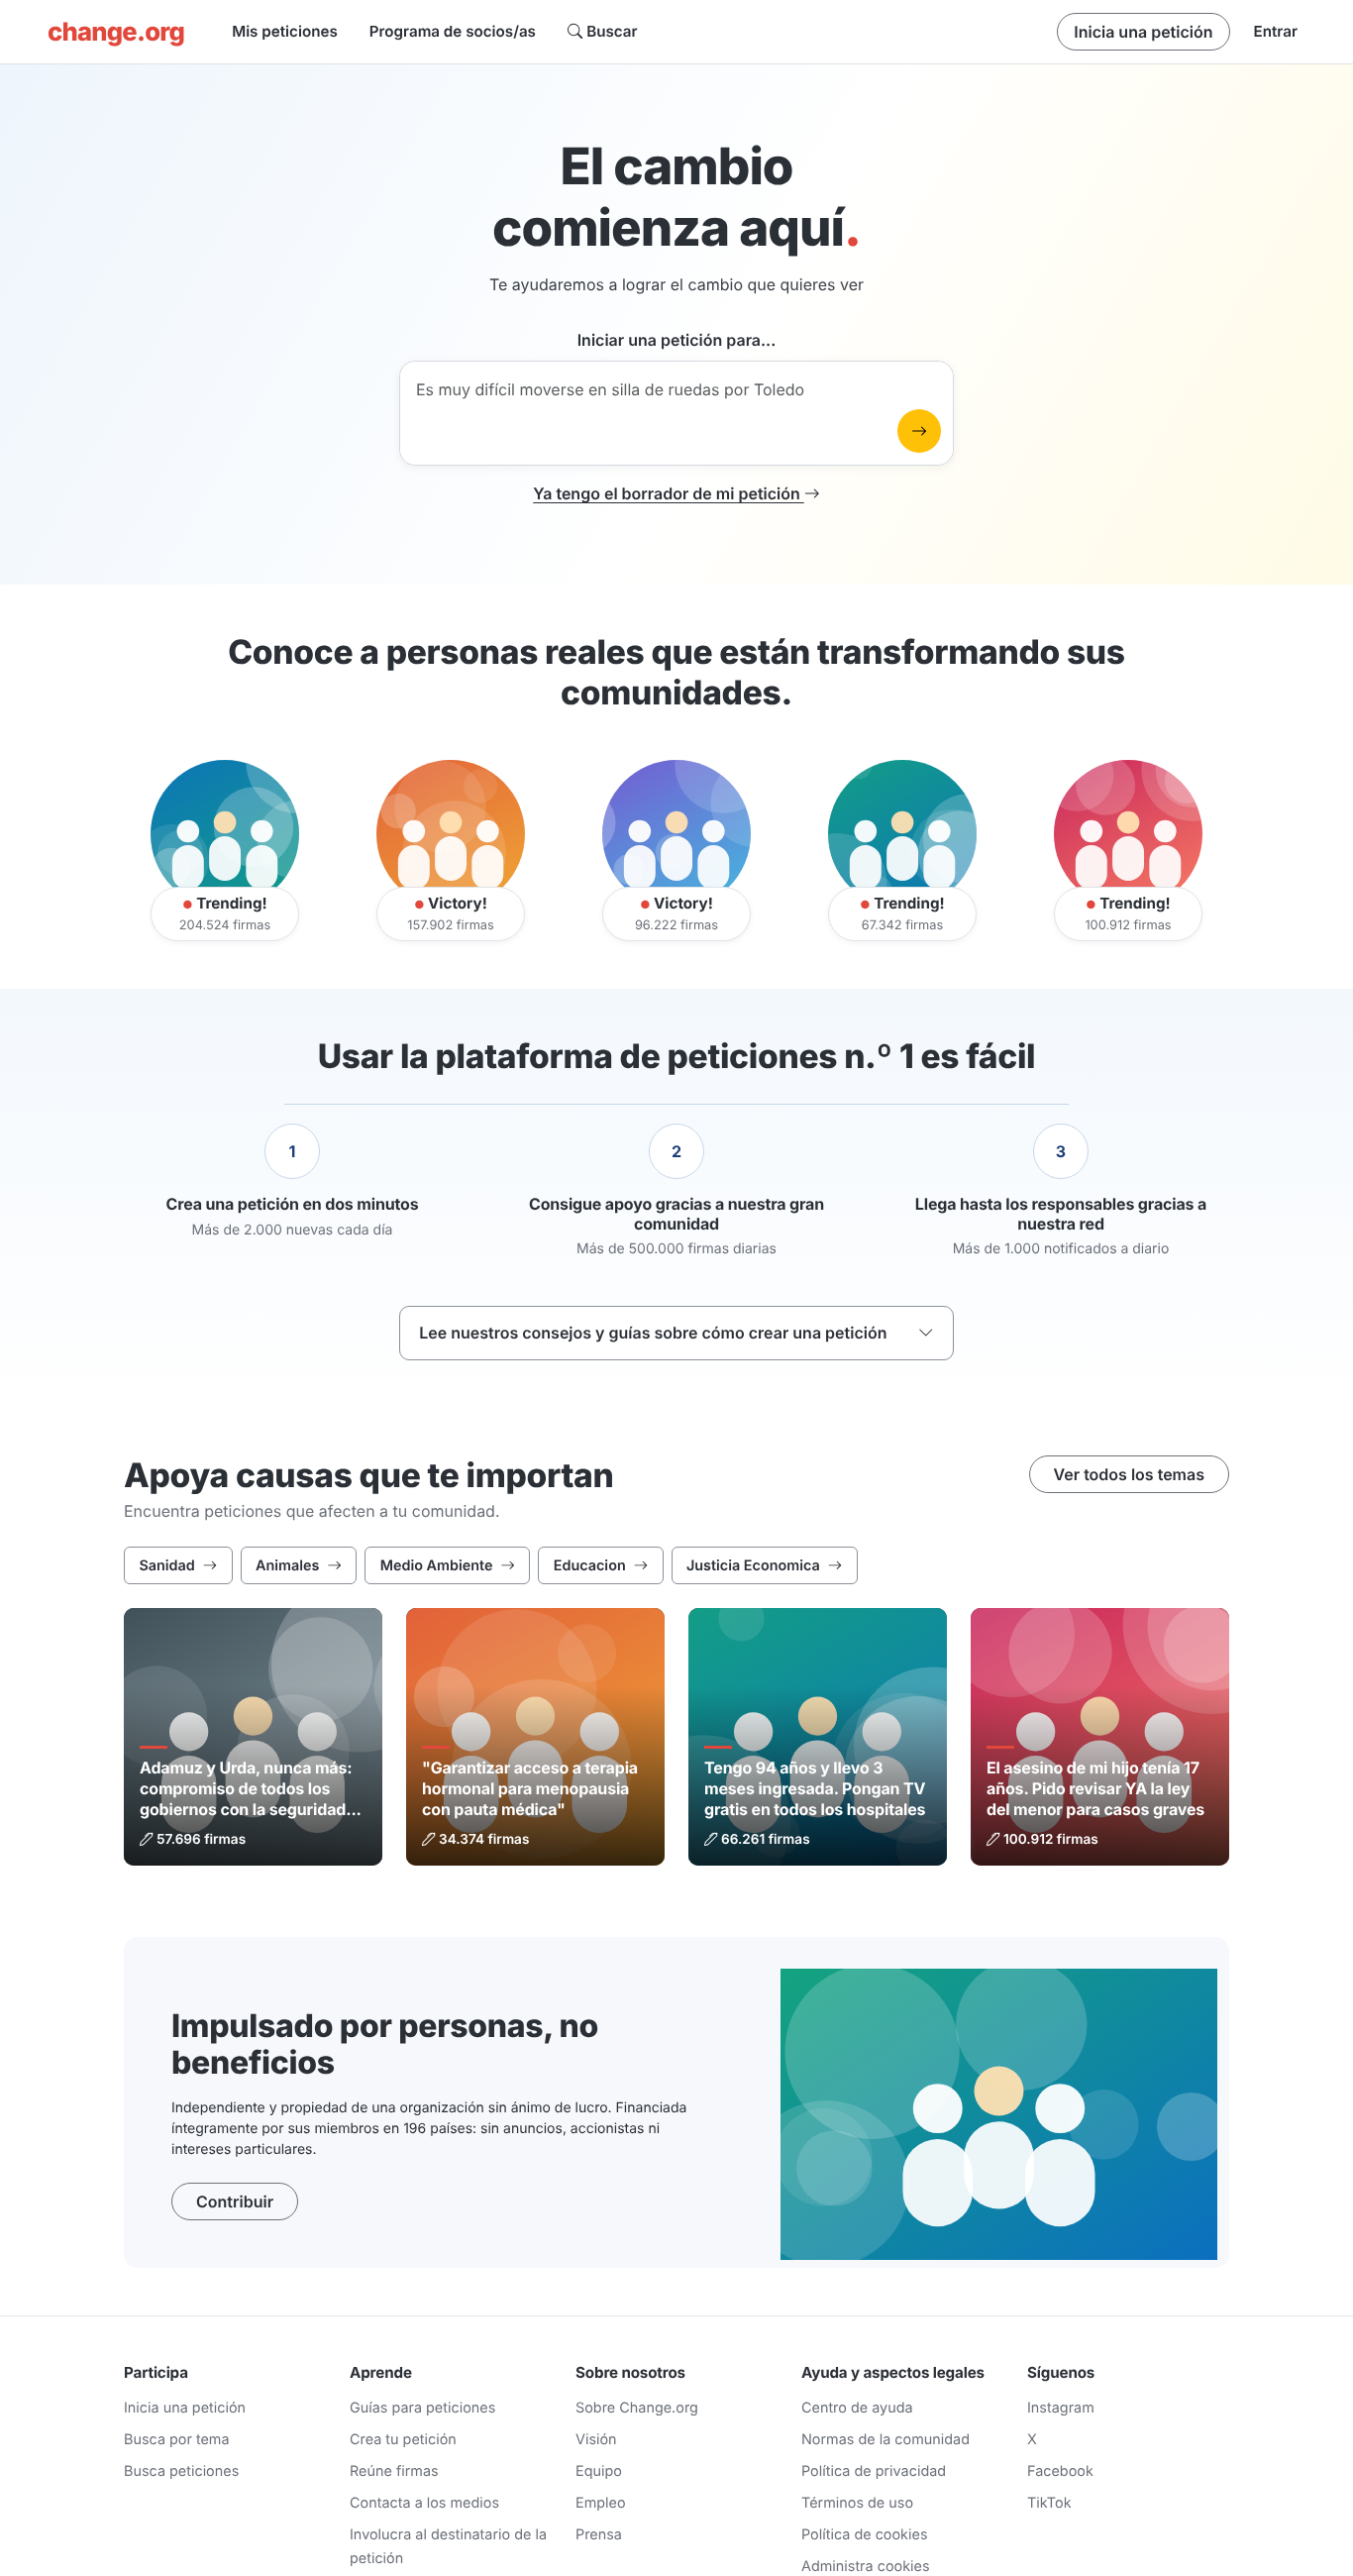 change.org
Mis peticiones
Programa de socios/as
Buscar
Inicia una petición
Entrar
El cambio
comienza aquí.
Te ayudaremos a lograr el cambio que quieres ver
Iniciar una petición para...
Es muy difícil moverse en silla de ruedas por Toledo
Ya tengo el borrador de mi petición
Conoce a personas reales que están transformando sus
comunidades.
Trending!
204.524 firmas
Victory!
157.902 firmas
Victory!
96.222 firmas
Trending!
67.342 firmas
Trending!
100.912 firmas
Usar la plataforma de peticiones n.º 1 es fácil
1
Crea una petición en dos minutos
Más de 2.000 nuevas cada día
2
Consigue apoyo gracias a nuestra gran
comunidad
Más de 500.000 firmas diarias
3
Llega hasta los responsables gracias a
nuestra red
Más de 1.000 notificados a diario
Lee nuestros consejos y guías sobre cómo crear una petición
Apoya causas que te importan
Ver todos los temas
Encuentra peticiones que afecten a tu comunidad.
Sanidad
Animales
Medio Ambiente
Educacion
Justicia Economica
Adamuz y Urda, nunca más:
compromiso de todos los
gobiernos con la seguridad...
57.696 firmas
"Garantizar acceso a terapia
hormonal para menopausia
con pauta médica"
34.374 firmas
Tengo 94 años y llevo 3
meses ingresada. Pongan TV
gratis en todos los hospitales
66.261 firmas
El asesino de mi hijo tenía 17
años. Pido revisar YA la ley
del menor para casos graves
100.912 firmas
Impulsado por personas, no
beneficios
Independiente y propiedad de una organización sin ánimo de lucro. Financiada
íntegramente por sus miembros en 196 países: sin anuncios, accionistas ni
intereses particulares.
Contribuir
Participa
Inicia una petición
Busca por tema
Busca peticiones
Aprende
Guías para peticiones
Crea tu petición
Reúne firmas
Contacta a los medios
Involucra al destinatario de la
petición
Sobre nosotros
Sobre Change.org
Visión
Equipo
Empleo
Prensa
Ayuda y aspectos legales
Centro de ayuda
Normas de la comunidad
Política de privacidad
Términos de uso
Política de cookies
Administra cookies
Síguenos
Instagram
X
Facebook
TikTok